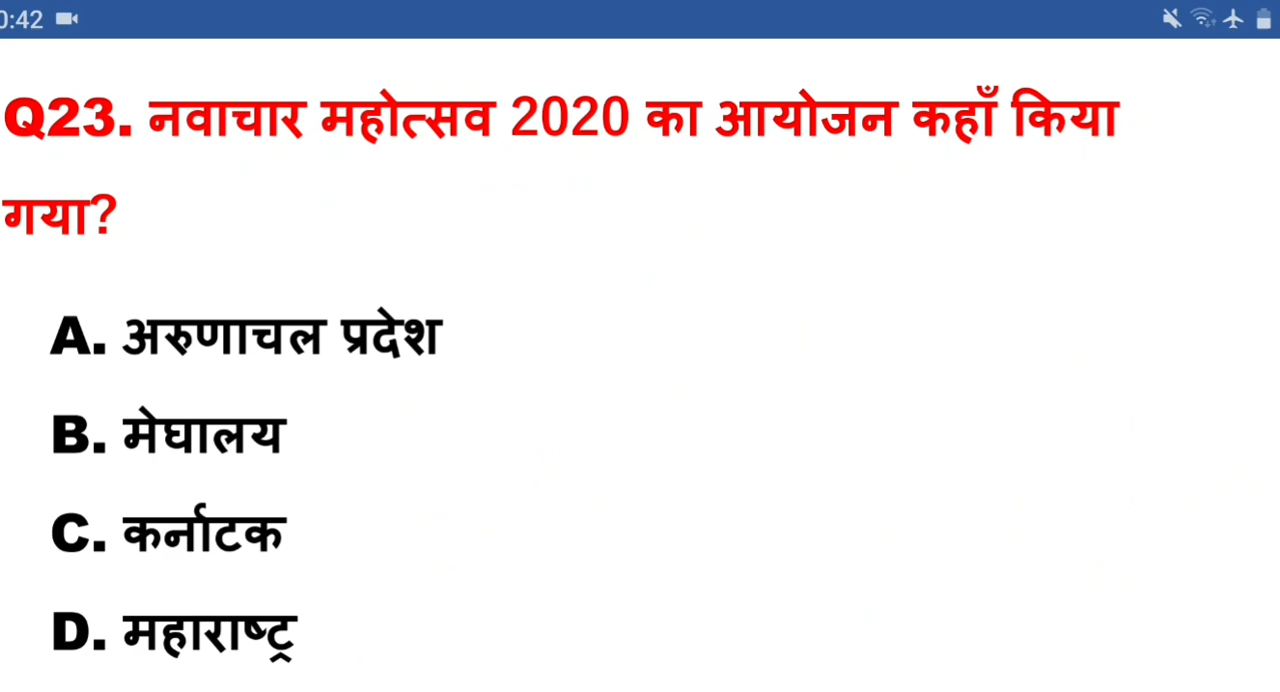 0:42
Q23. नवाचार महोत्सव 2020 का आयोजन कहाँ किया
गया?
A. अरुणाचल प्रदेश
B. मेघालय
C. कर्नाटक
D. महाराष्ट्र